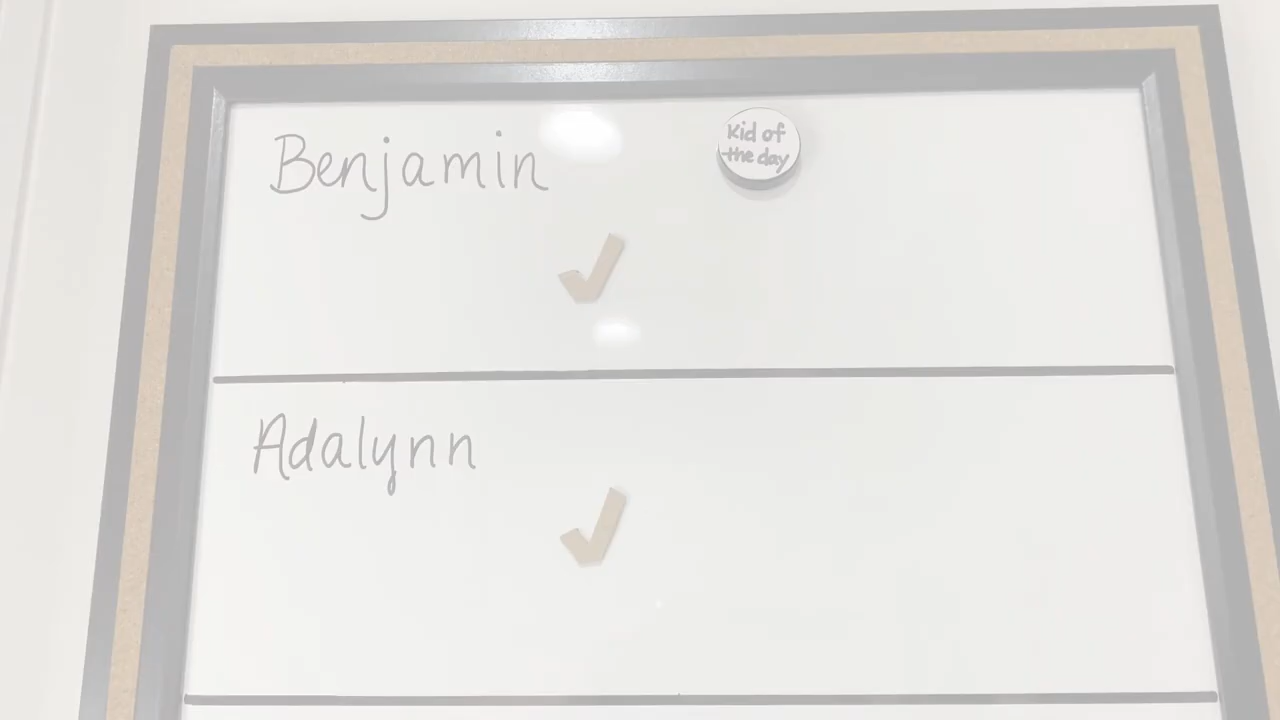 Benjamin
Kid of
the day
Adalynn